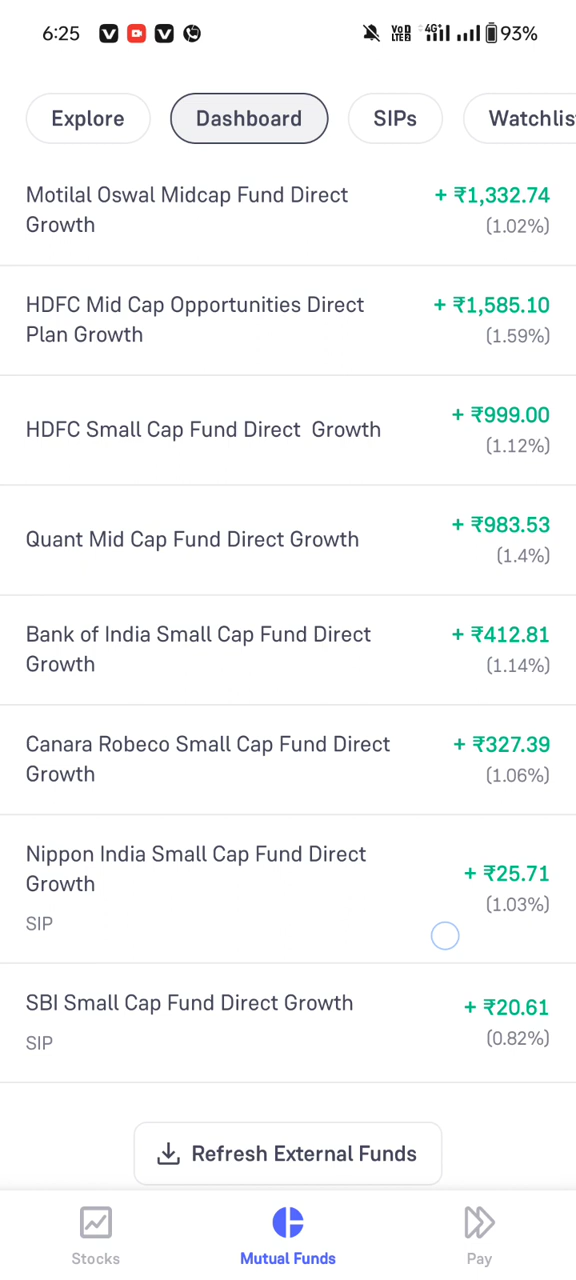 6:25
VoD LTE 2 4G+ 93%
Explore Dashboard SIPs Watchlis
Motilal Oswal Midcap Fund Direct
Growth
+ ₹1,332.74
(1.02%)
HDFC Mid Cap Opportunities Direct
Plan Growth
+ ₹1,585.10
(1.59%)
HDFC Small Cap Fund Direct Growth
+ ₹999.00
(1.12%)
Quant Mid Cap Fund Direct Growth
+ ₹983.53
(1.4%)
Bank of India Small Cap Fund Direct
Growth
+ ₹412.81
(1.14%)
Canara Robeco Small Cap Fund Direct
Growth
+ ₹327.39
(1.06%)
Nippon India Small Cap Fund Direct
Growth
SIP
+ ₹25.71
(1.03%)
SBI Small Cap Fund Direct Growth
SIP
+ ₹20.61
(0.82%)
Refresh External Funds
Stocks Mutual Funds Pay